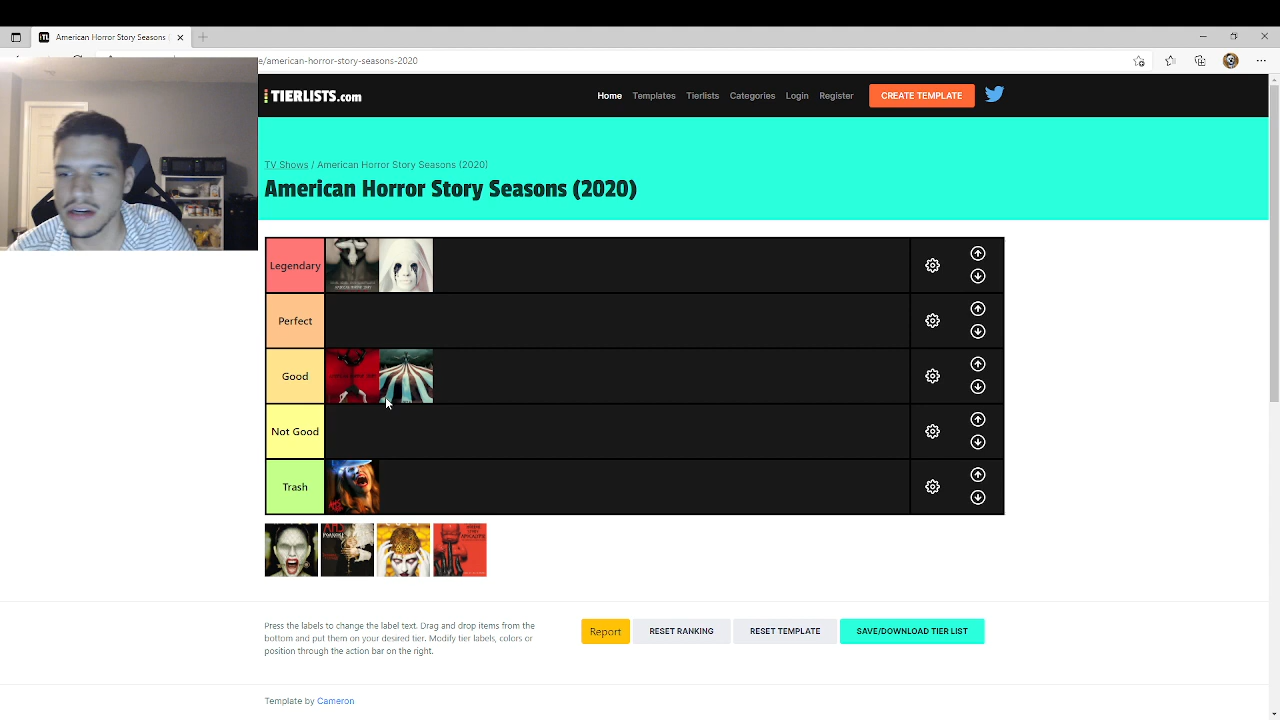 American Horror Story Seasons (
e/american-horror-story-seasons-2020
TIERLISTS.com
Home
Templates
Tierlists
Categories
Login
Register
CREATE TEMPLATE
TV Shows / American Horror Story Seasons (2020)
American Horror Story Seasons (2020)
Legendary
Perfect
Good
Not Good
Trash
Press the labels to change the label text. Drag and drop items from the
bottom and put them on your desired tier. Modify tier labels, colors or
position through the action bar on the right.
Report
RESET RANKING
RESET TEMPLATE
SAVE/DOWNLOAD TIER LIST
Template by Cameron